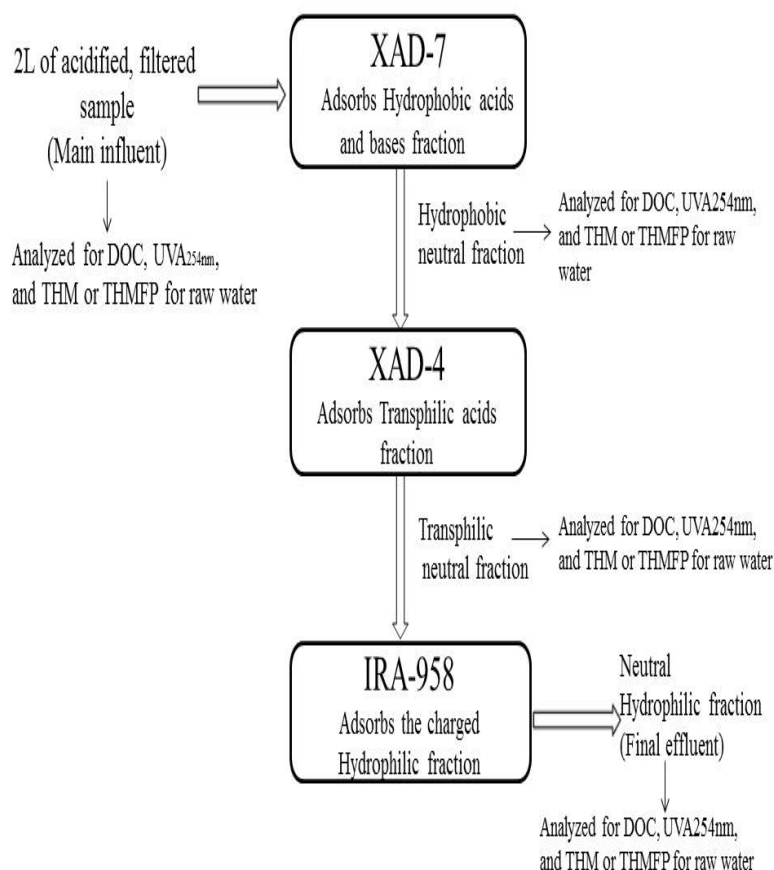 2L of acidified, filtered
sample
(Main influent)
Analyzed for DOC, UVA254nm,
and THM or THMFP for raw water
XAD-7
Adsorbs Hydrophobic acids
and bases fraction
Hydrophobic
neutral fraction
Analyzed for DOC, UVA254nm,
and THM or THMFP for raw
water
XAD-4
Adsorbs Transphilic acids
fraction
Transphilic
neutral fraction
Analyzed for DOC, UVA254nm,
and THM or THMFP for raw water
IRA-958
Adsorbs the charged
Hydrophilic fraction
Neutral
Hydrophilic fraction
(Final effluent)
Analyzed for DOC, UVA254nm,
and THM or THMFP for raw water